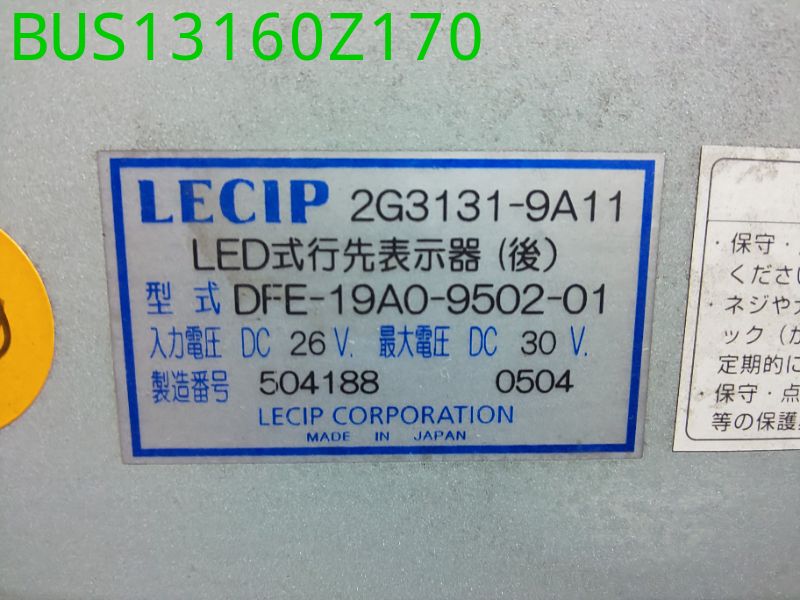 BUS13160Z170
LECIP 2G3131-9A11
LED式行先表示器 (後)
型式 DFE-19A0-9502-01
入力電圧 DC 26 V. 最大電圧 DC 30 V.
製造番号 504188 0504
LECIP CORPORATION
MADE IN JAPAN
・保守・
くださ
・ネジや
ック(か
定期的に
・保守・点
等の保護